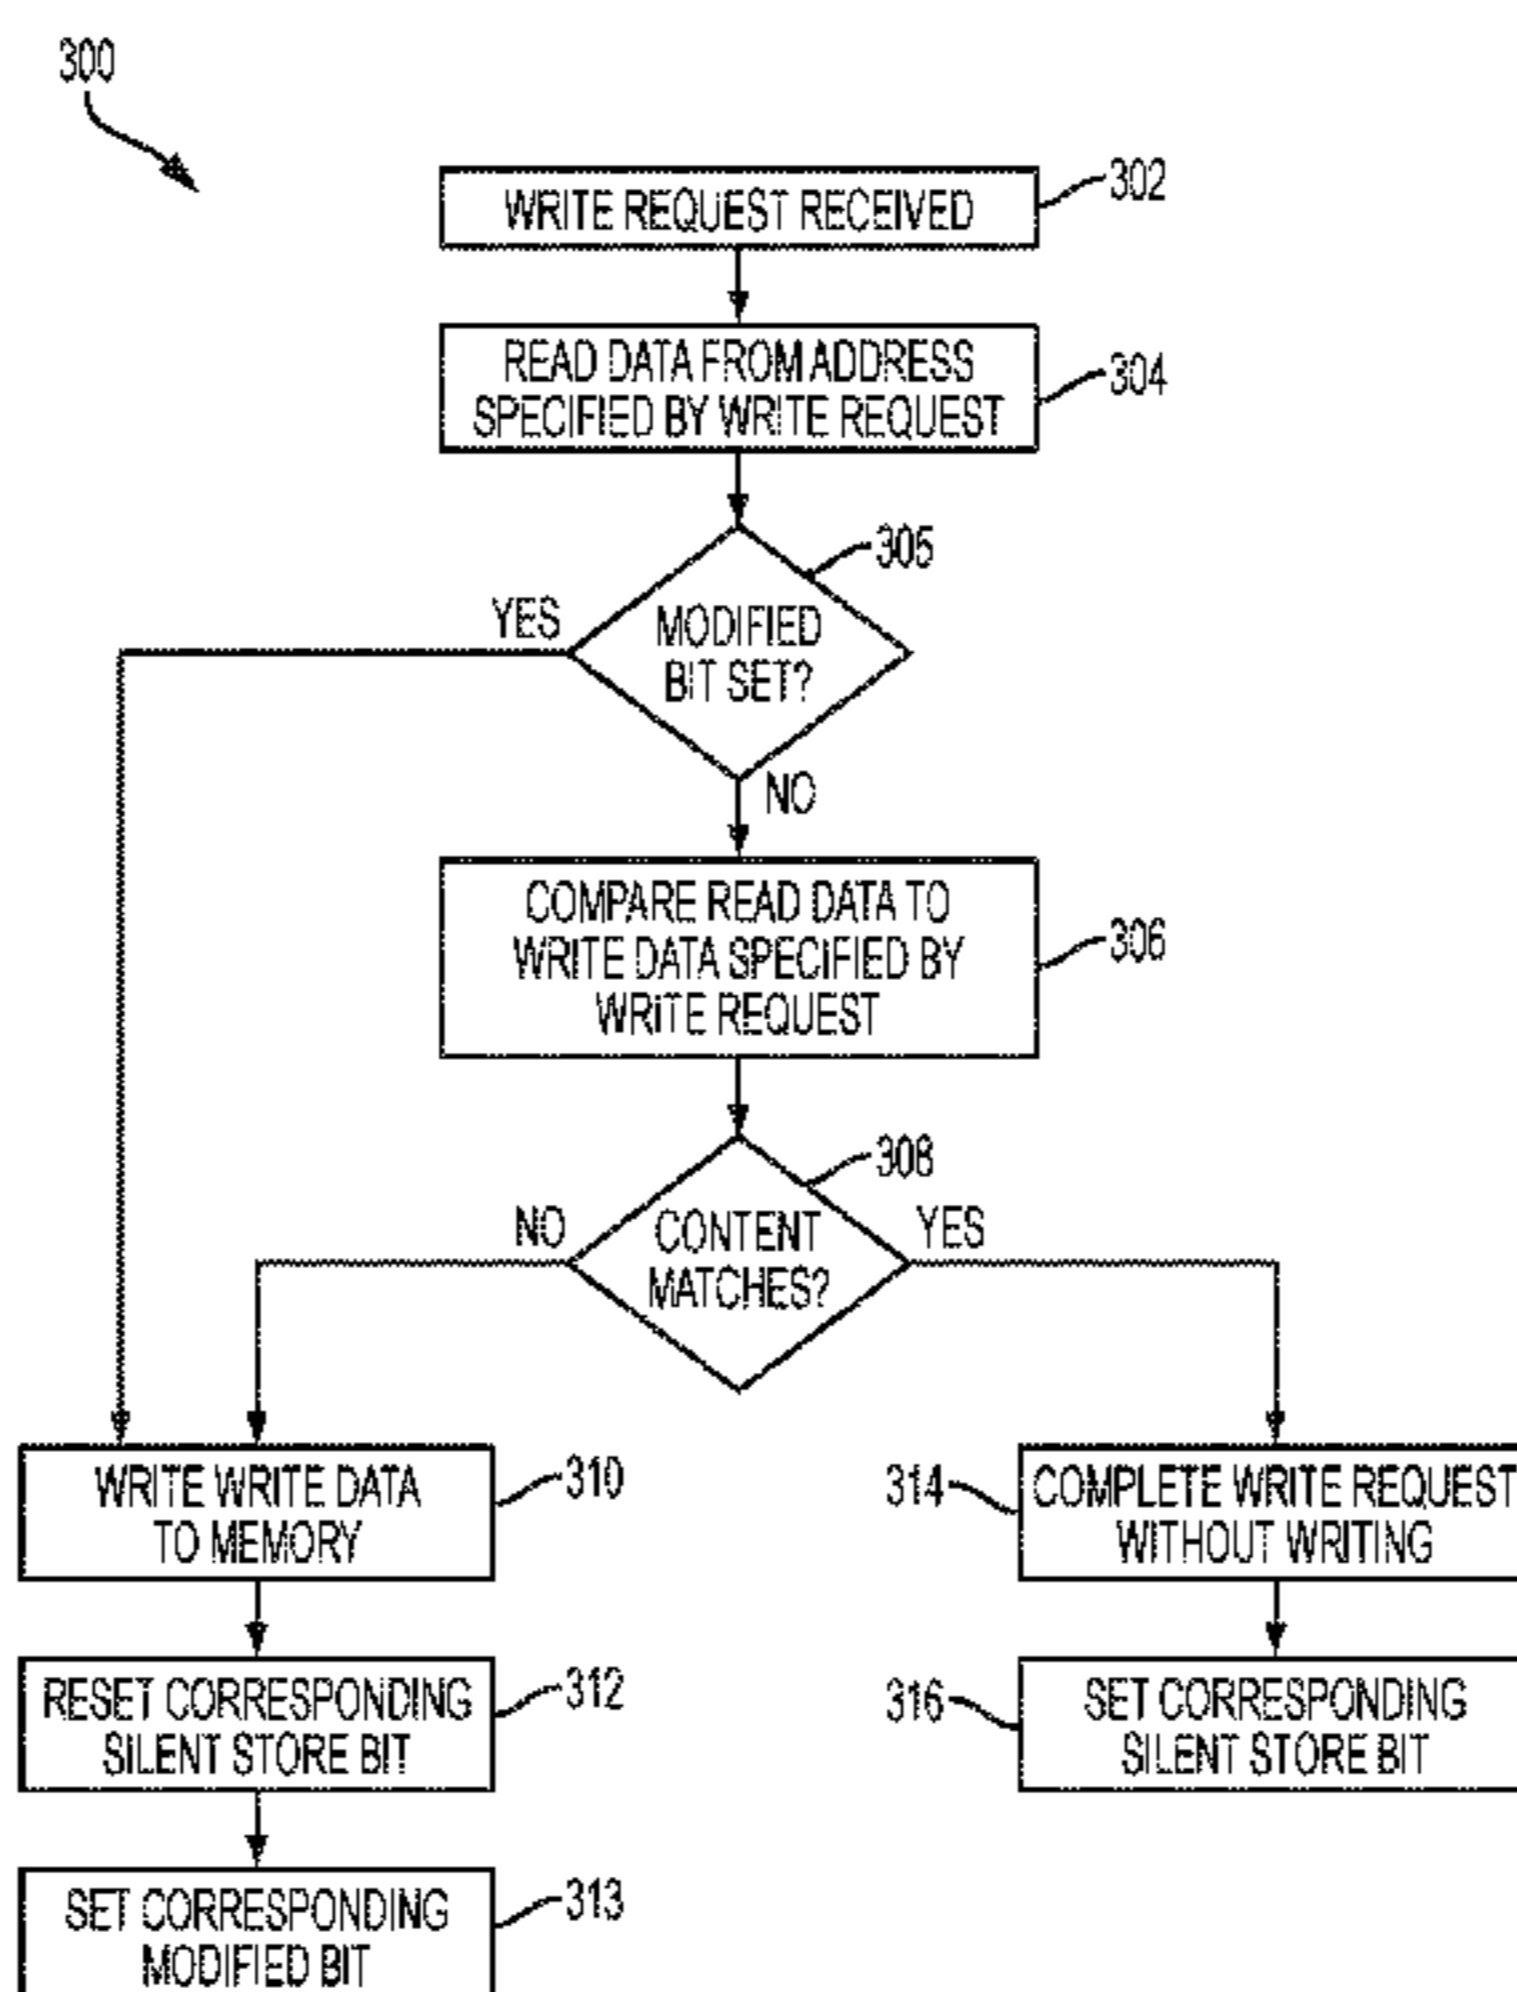 300
WRITE REQUEST RECEIVED
302
READ DATA FROM ADDRESS
SPECIFIED BY WRITE REQUEST
304
305
YES
MODIFIED
BIT SET?
NO
COMPARE READ DATA TO
WRITE DATA SPECIFIED BY
WRITE REQUEST
306
308
NO
CONTENT
MATCHES?
YES
WRITE WRITE DATA
TO MEMORY
310
314
COMPLETE WRITE REQUEST
WITHOUT WRITING
RESET CORRESPONDING
SILENT STORE BIT
312
316
SET CORRESPONDING
SILENT STORE BIT
SET CORRESPONDING
MODIFIED BIT
313